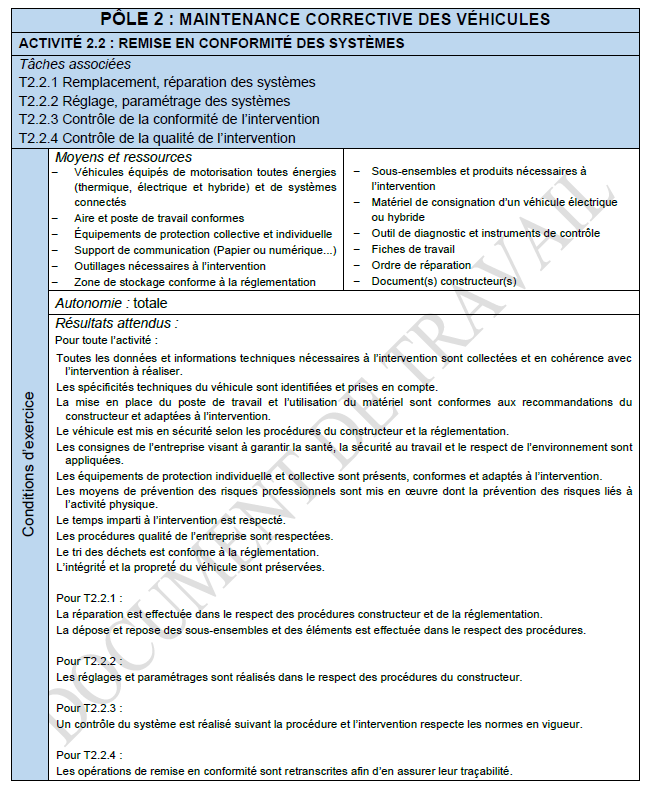 PÔLE 2 : MAINTENANCE CORRECTIVE DES VÉHICULES
ACTIVITÉ 2.2 : REMISE EN CONFORMITÉ DES SYSTÈMES
Tâches associées
T2.2.1 Remplacement, réparation des systèmes
T2.2.2 Réglage, paramétrage des systèmes
T2.2.3 Contrôle de la conformité de l'intervention
T2.2.4 Contrôle de la qualité de l'intervention
Conditions d'exercice
Moyens et ressources
– Véhicules équipés de motorisation toutes énergies
(thermique, électrique et hybride) et de systèmes
connectés
– Aire et poste de travail conformes
– Équipements de protection collective et individuelle
– Support de communication (Papier ou numérique...)
– Outillages nécessaires à l'intervention
– Zone de stockage conforme à la réglementation
– Sous-ensembles et produits nécessaires à
l'intervention
– Matériel de consignation d'un véhicule électrique
ou hybride
– Outil de diagnostic et instruments de contrôle
– Fiches de travail
– Ordre de réparation
– Document(s) constructeur(s)
Autonomie : totale
Résultats attendus :
Pour toute l'activité :
Toutes les données et informations techniques nécessaires à l'intervention sont collectées et en cohérence avec
l'intervention à réaliser.
Les spécificités techniques du véhicule sont identifiées et prises en compte.
La mise en place du poste de travail et l'utilisation du matériel sont conformes aux recommandations du
constructeur et adaptées à l'intervention.
Le véhicule est mis en sécurité selon les procédures du constructeur et la réglementation.
Les consignes de l'entreprise visant à garantir la santé, la sécurité au travail et le respect de l'environnement sont
appliquées.
Les équipements de protection individuelle et collective sont présents, conformes et adaptés à l'intervention.
Les moyens de prévention des risques professionnels sont mis en œuvre dont la prévention des risques liés à
l'activité physique.
Le temps imparti à l'intervention est respecté.
Les procédures qualité de l'entreprise sont respectées.
Le tri des déchets est conforme à la réglementation.
L'intégrité et la propreté du véhicule sont préservées.
Pour T2.2.1 :
La réparation est effectuée dans le respect des procédures constructeur et de la réglementation.
La dépose et repose des sous-ensembles et des éléments est effectuée dans le respect des procédures.
Pour T2.2.2 :
Les réglages et paramétrages sont réalisés dans le respect des procédures du constructeur.
Pour T2.2.3 :
Un contrôle du système est réalisé suivant la procédure et l'intervention respecte les normes en vigueur.
Pour T2.2.4 :
Les opérations de remise en conformité sont retranscrites afin d'en assurer leur traçabilité.
DOCUMENT DE TRAVAIL